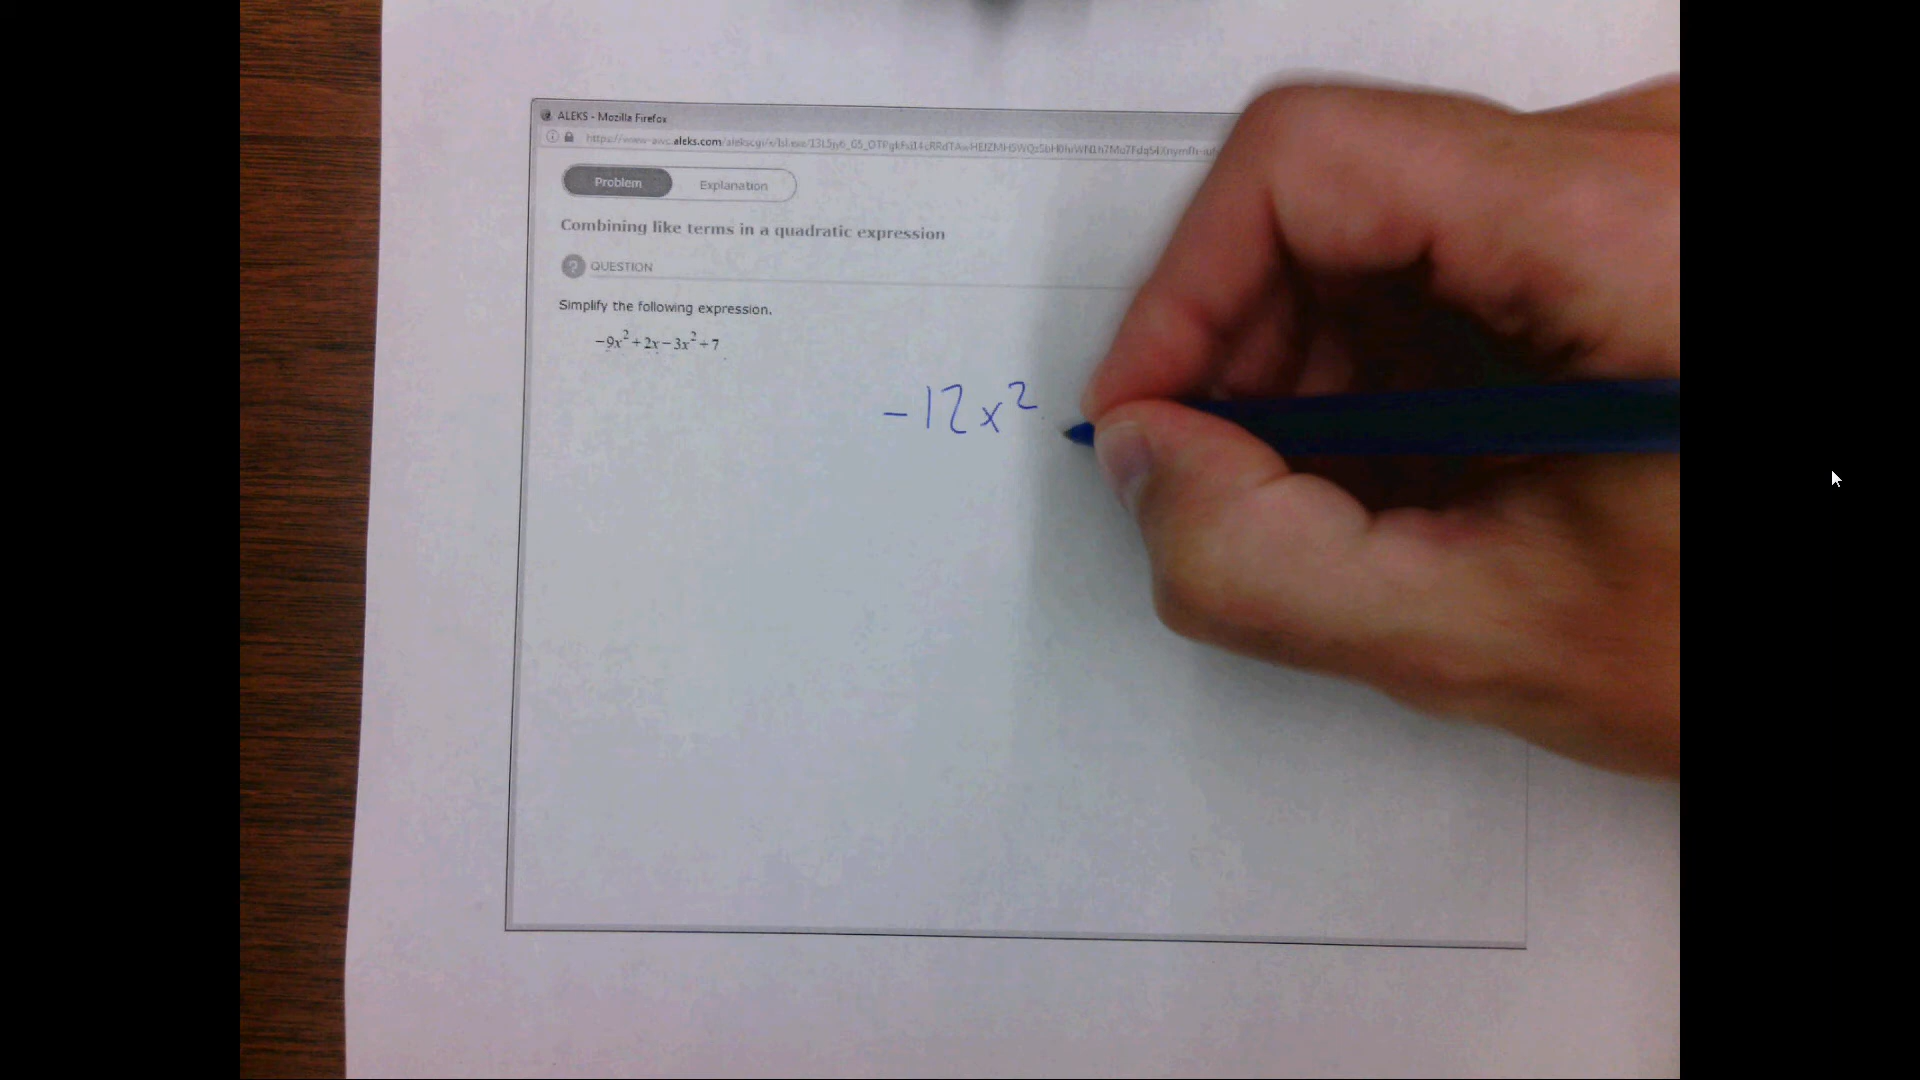 ALEKS - Mozilla Firefox
aleks.com
Problem Explanation
Combining like terms in a quadratic expression
? QUESTION
Simplify the following expression.
−9x²+2x−3x²+7
-12x²